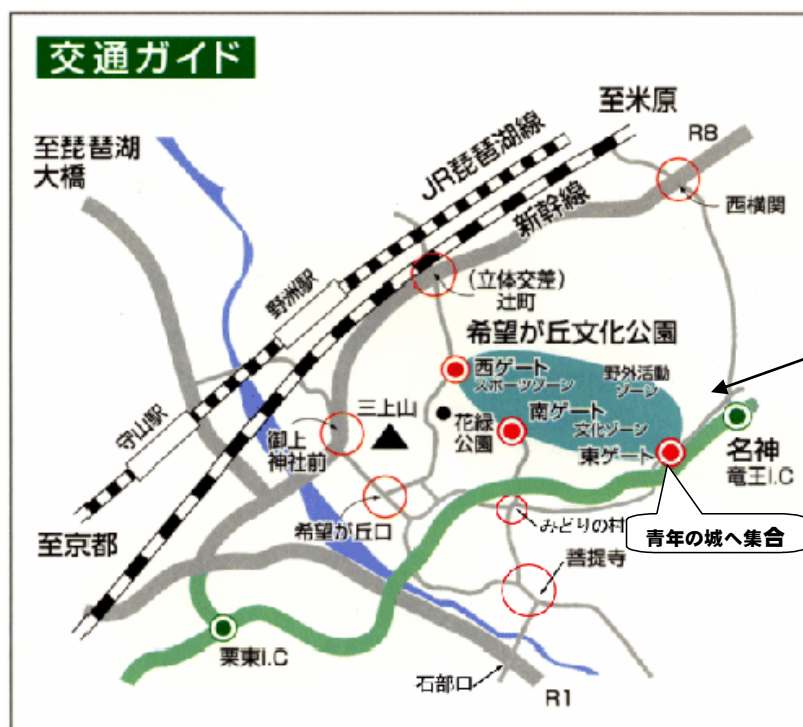 交通ガイド
至米原
R8
至琵琶湖
大橋
JR琵琶湖線
新幹線
西横関
野洲駅
(立体交差)
辻町
希望が丘文化公園
西ゲート
スポーツゾーン
野外活動
ゾーン
守山駅
三上山
花緑
公園
南ゲート
文化ゾーン
御上
神社前
東ゲート
名神
竜王I.C
希望が丘口
みどりの村
至京都
青年の城へ集合
菩提寺
栗東I.C
石部口
R1